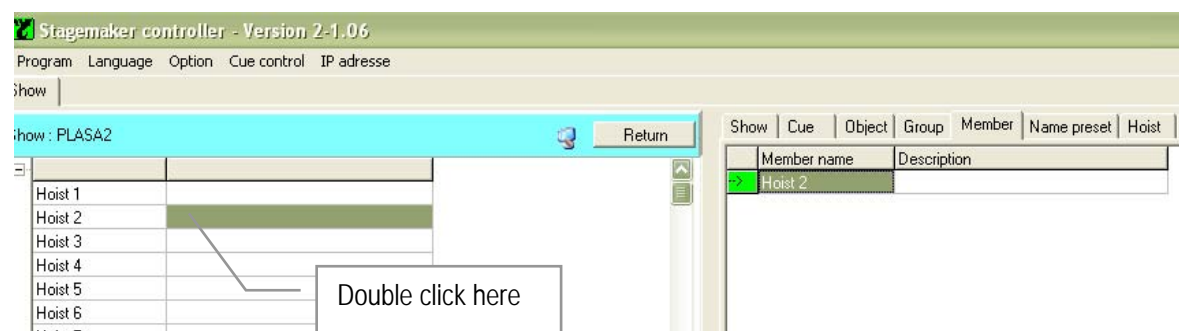 Stagemaker controller - Version 2-1.06
Program Language Option Cue control IP adresse
Show
Show : PLASA2
Return
Hoist 1
Hoist 2
Hoist 3
Hoist 4
Hoist 5
Hoist 6
Double click here
Show Cue Object Group Member Name preset Hoist
Member name Description
--> Hoist 2